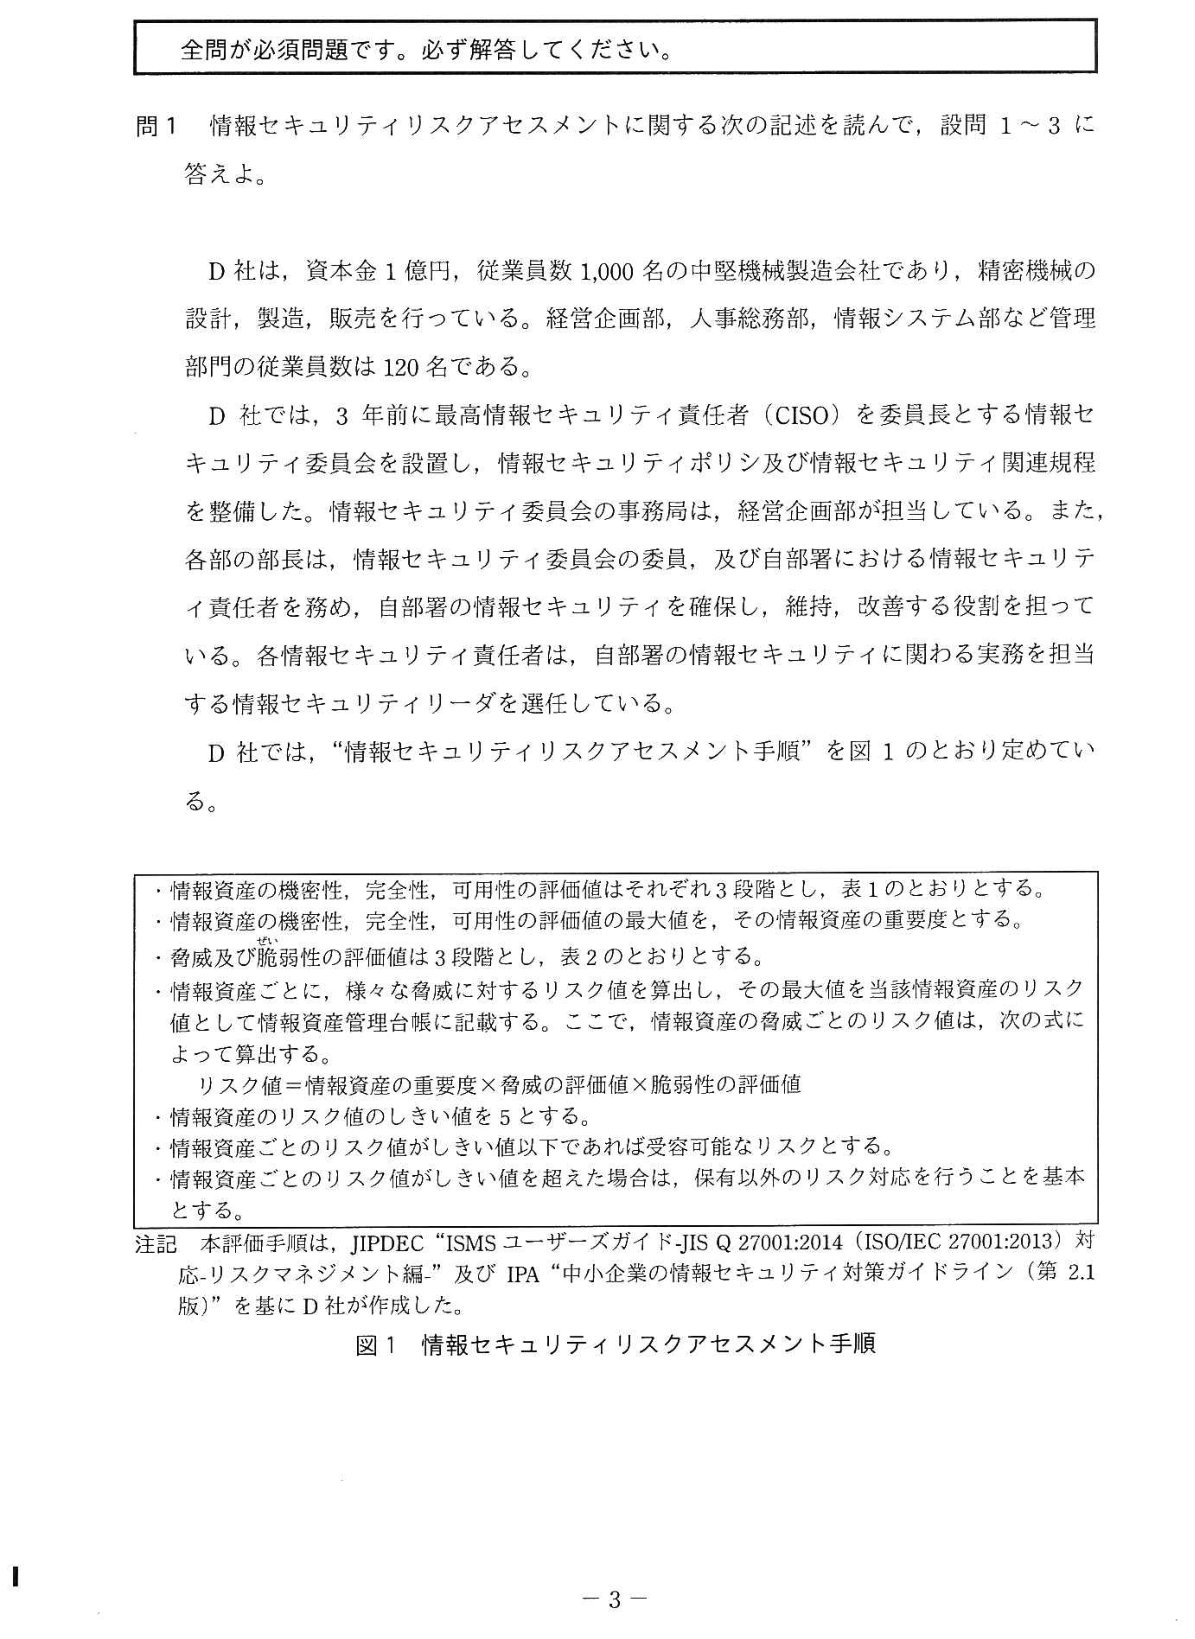 全問が必須問題です。必ず解答してください。
問1　情報セキュリティリスクアセスメントに関する次の記述を読んで，設問 1～3 に
答えよ。
D 社は，資本金 1 億円，従業員数 1,000 名の中堅機械製造会社であり，精密機械の
設計，製造，販売を行っている。経営企画部，人事総務部，情報システム部など管理
部門の従業員数は 120 名である。
D 社では，3 年前に最高情報セキュリティ責任者（CISO）を委員長とする情報セ
キュリティ委員会を設置し，情報セキュリティポリシ及び情報セキュリティ関連規程
を整備した。情報セキュリティ委員会の事務局は，経営企画部が担当している。また，
各部の部長は，情報セキュリティ委員会の委員，及び自部署における情報セキュリテ
ィ責任者を務め，自部署の情報セキュリティを確保し，維持，改善する役割を担って
いる。各情報セキュリティ責任者は，自部署の情報セキュリティに関わる実務を担当
する情報セキュリティリーダを選任している。
D 社では，“情報セキュリティリスクアセスメント手順”を図 1 のとおり定めてい
る。
・情報資産の機密性，完全性，可用性の評価値はそれぞれ3段階とし，表1のとおりとする。
・情報資産の機密性，完全性，可用性の評価値の最大値を，その情報資産の重要度とする。
ぜい
・脅威及び脆弱性の評価値は3段階とし，表2のとおりとする。
・情報資産ごとに，様々な脅威に対するリスク値を算出し，その最大値を当該情報資産のリスク
値として情報資産管理台帳に記載する。ここで，情報資産の脅威ごとのリスク値は，次の式に
よって算出する。
リスク値＝情報資産の重要度×脅威の評価値×脆弱性の評価値
・情報資産のリスク値のしきい値を5とする。
・情報資産ごとのリスク値がしきい値以下であれば受容可能なリスクとする。
・情報資産ごとのリスク値がしきい値を超えた場合は，保有以外のリスク対応を行うことを基本
とする。
注記　本評価手順は，JIPDEC “ISMS ユーザーズガイド-JIS Q 27001:2014（ISO/IEC 27001:2013）対
応-リスクマネジメント編-” 及び IPA “中小企業の情報セキュリティ対策ガイドライン（第 2.1
版）” を基に D 社が作成した。
図1　情報セキュリティリスクアセスメント手順
－ 3 －